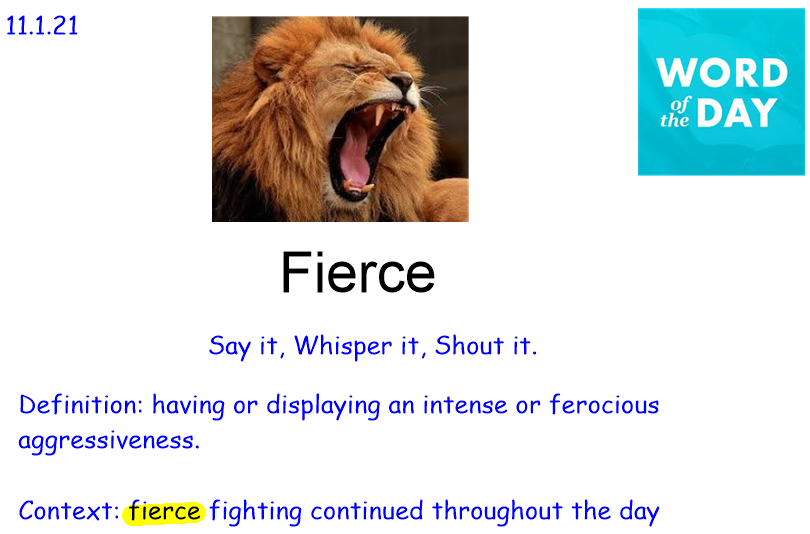 11.1.21
WORD
of the DAY
Fierce
Say it, Whisper it, Shout it.
Definition: having or displaying an intense or ferocious
aggressiveness.
Context: fierce fighting continued throughout the day